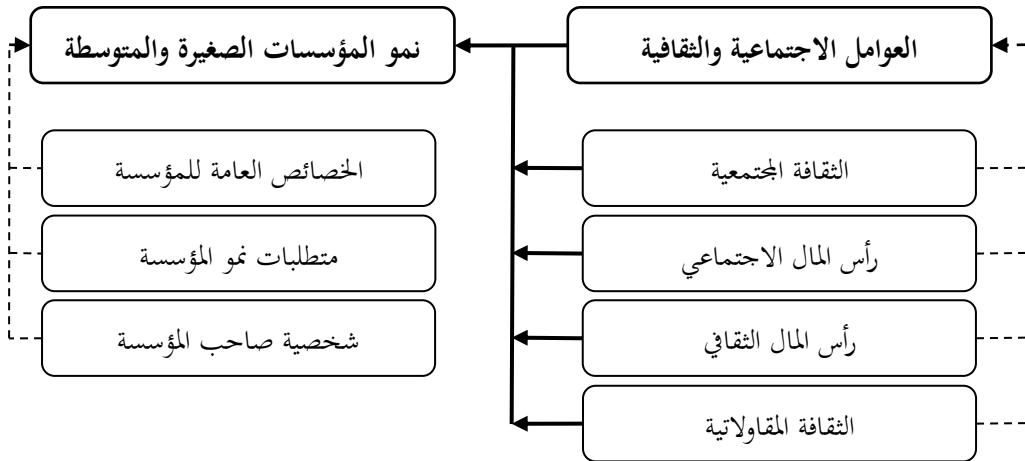 العوامل الاجتماعية والثقافية
نمو المؤسسات الصغيرة والمتوسطة
الثقافة المجتمعية
الخصائص العامة للمؤسسة
رأس المال الاجتماعي
متطلبات نمو المؤسسة
رأس المال الثقافي
شخصية صاحب المؤسسة
الثقافة المقاولاتية